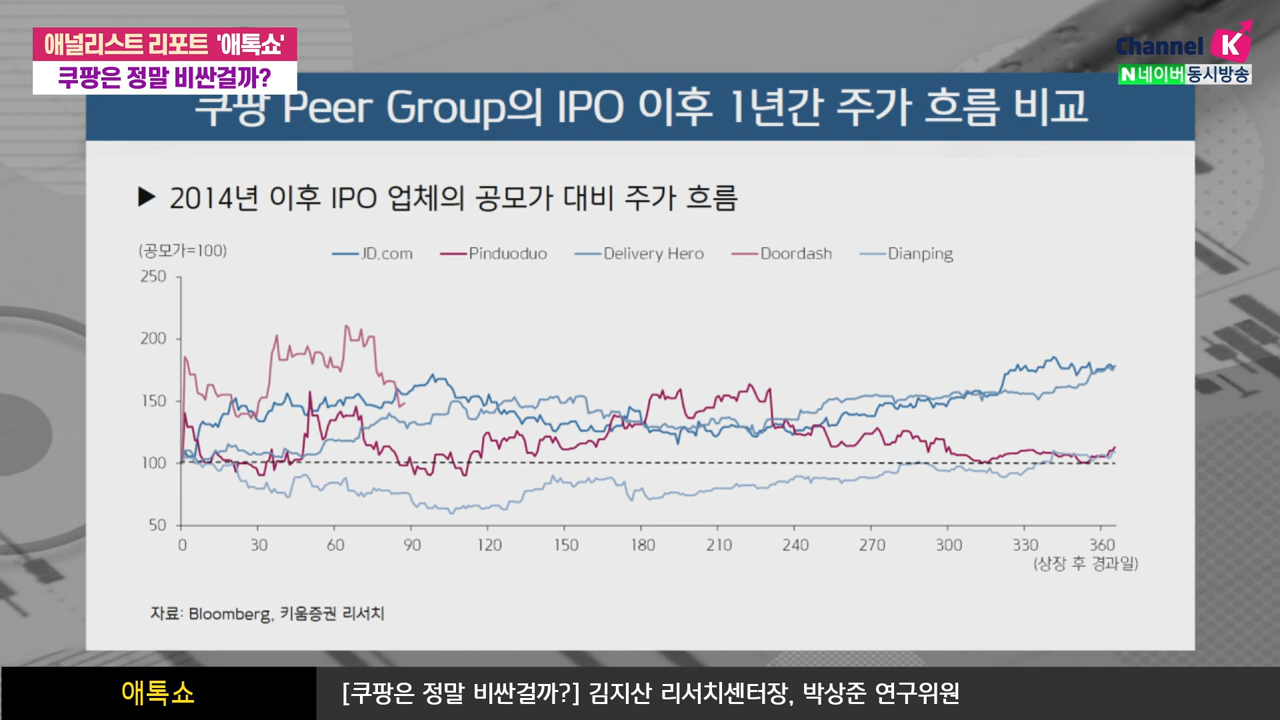 애널리스트 리포트 '애톡쇼'
쿠팡은 정말 비싼걸까?
Channel K
N 네이버 동시방송
쿠팡 Peer Group의 IPO 이후 1년간 주가 흐름 비교
▶ 2014년 이후 IPO 업체의 공모가 대비 주가 흐름
(공모가=100)
JD.com Pinduoduo Delivery Hero Doordash Dianping
250
200
150
100
50
0 30 60 90 120 150 180 210 240 270 300 330 360
(상장 후 경과일)
자료: Bloomberg, 키움증권 리서치
애톡쇼
[쿠팡은 정말 비싼걸까?] 김지산 리서치센터장, 박상준 연구위원